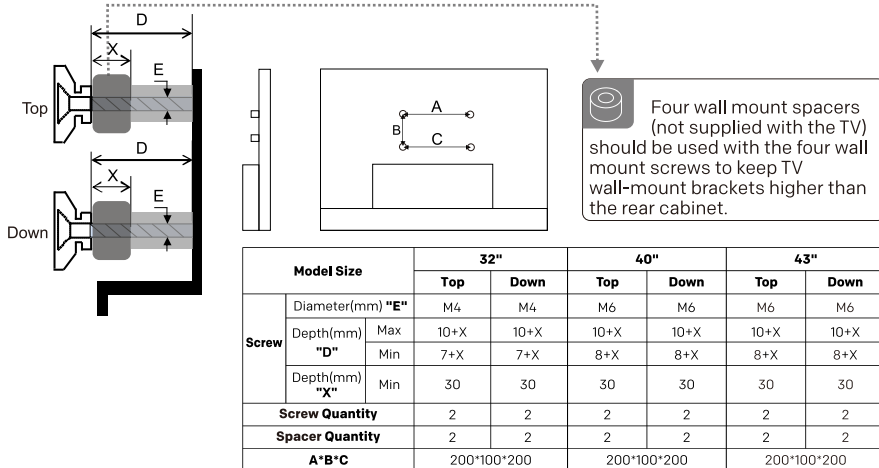 D
X
E
Top
D
X
E
Down
A
B
C
Four wall mount spacers
(not supplied with the TV)
should be used with the four wall
mount screws to keep TV
wall-mount brackets higher than
the rear cabinet.
Model Size 32" 40" 43"
Top Down Top Down Top Down
Screw Diameter(mm) "E" M4 M4 M6 M6 M6 M6
Depth(mm) "D" Max 10+X 10+X 10+X 10+X 10+X 10+X
Min 7+X 7+X 8+X 8+X 8+X 8+X
Depth(mm) "X" Min 30 30 30 30 30 30
Screw Quantity 2 2 2 2 2 2
Spacer Quantity 2 2 2 2 2 2
A*B*C 200*100*200 200*100*200 200*100*200